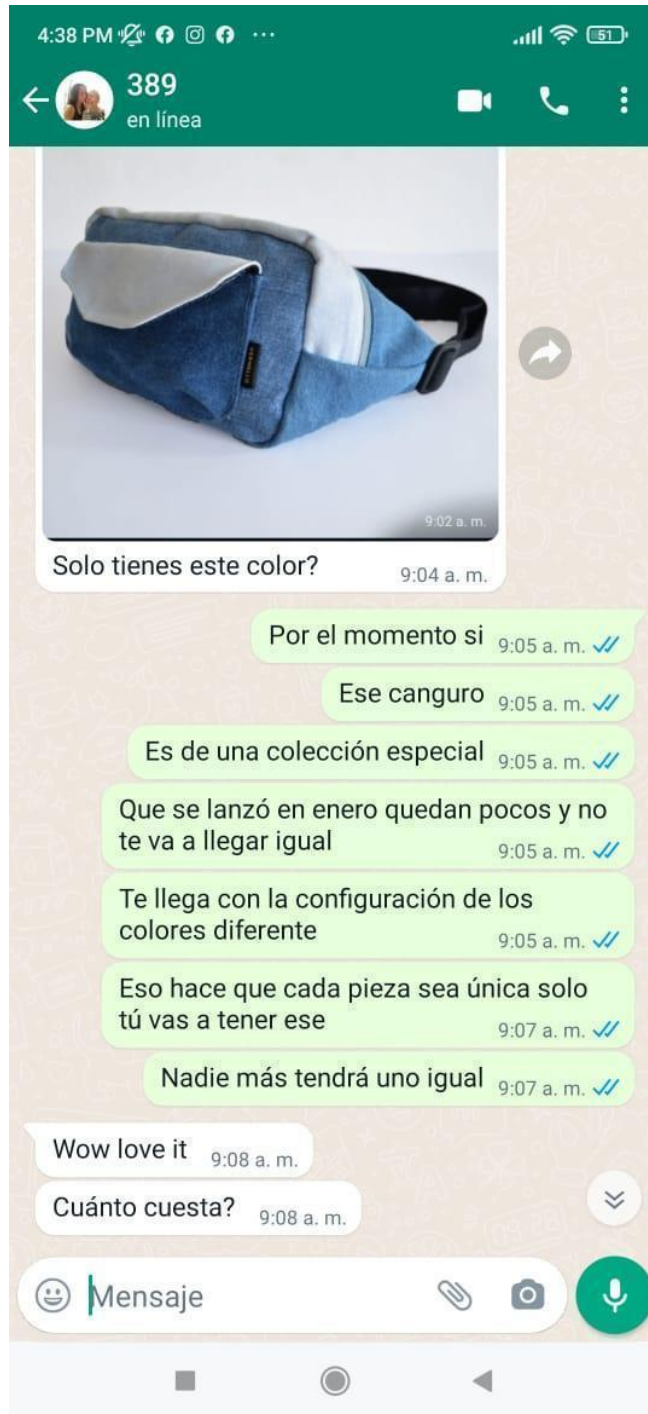 4:38 PM
51
389
en línea
9:02 a. m.
Solo tienes este color?
9:04 a. m.
Por el momento si
9:05 a. m.
Ese canguro
9:05 a. m.
Es de una colección especial
9:05 a. m.
Que se lanzó en enero quedan pocos y no
te va a llegar igual
9:05 a. m.
Te llega con la configuración de los
colores diferente
9:05 a. m.
Eso hace que cada pieza sea única solo
tú vas a tener ese
9:07 a. m.
Nadie más tendrá uno igual
9:07 a. m.
Wow love it
9:08 a. m.
Cuánto cuesta?
9:08 a. m.
Mensaje